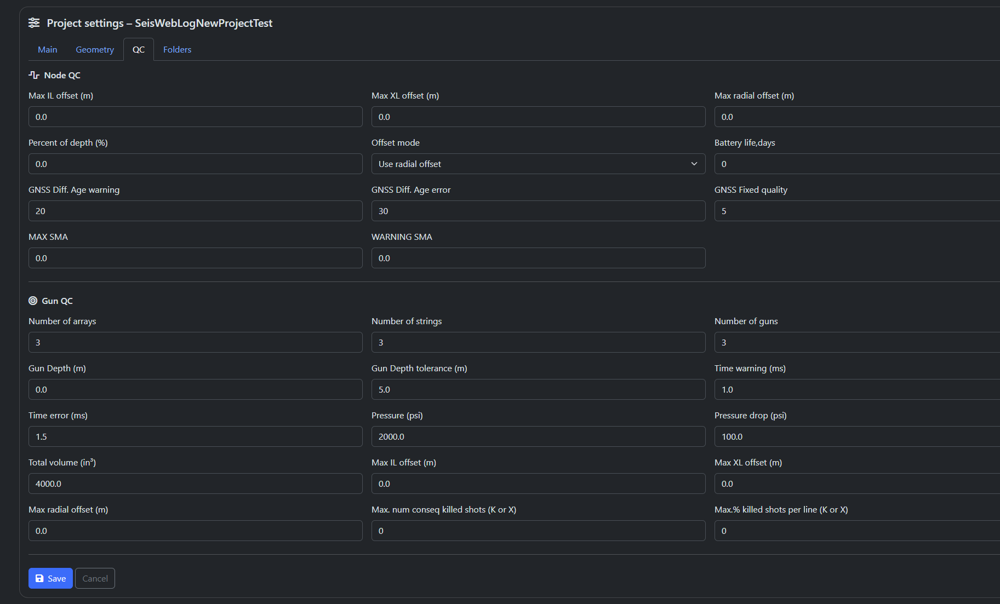 Project settings – SeisWebLogNewProjectTest
Main Geometry QC Folders
Node QC
Max IL offset (m) Max XL offset (m) Max radial offset (m)
0.0 0.0 0.0
Percent of depth (%) Offset mode Battery life,days
0.0 Use radial offset 0
GNSS Diff. Age warning GNSS Diff. Age error GNSS Fixed quality
20 30 5
MAX SMA WARNING SMA
0.0 0.0
Gun QC
Number of arrays Number of strings Number of guns
3 3 3
Gun Depth (m) Gun Depth tolerance (m) Time warning (ms)
0.0 5.0 1.0
Time error (ms) Pressure (psi) Pressure drop (psi)
1.5 2000.0 100.0
Total volume (in³) Max IL offset (m) Max XL offset (m)
4000.0 0.0 0.0
Max radial offset (m) Max. num conseq killed shots (K or X) Max.% killed shots per line (K or X)
0.0 0 0
Save Cancel